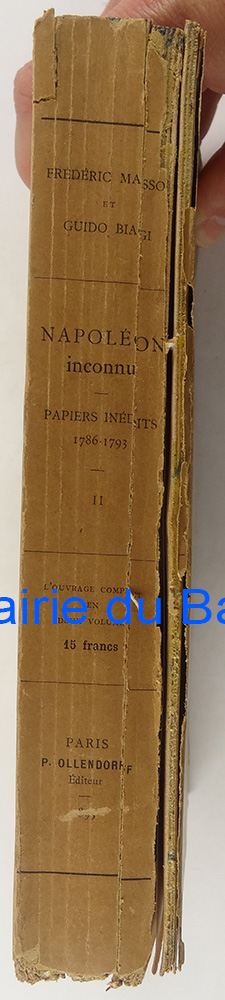 FRÉDÉRIC MASSO
ET
GUIDO BIAGI
NAPOLÉON
inconnu
PAPIERS INÉDITS
1786-1793
II
L'OUVRAGE COMP
EN
VOLU
15 francs
airie du Ba
PARIS
P. OLLENDORFF
Éditeur